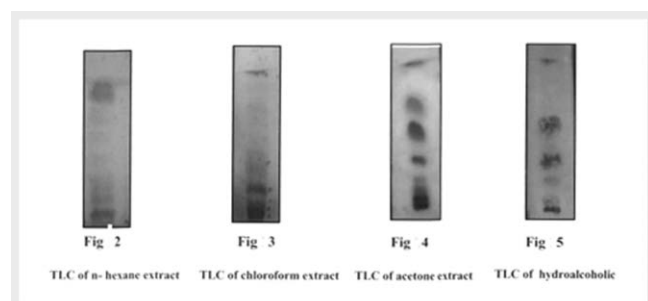 Fig 2 Fig 3 Fig 4 Fig 5
TLC of n- hexane extract TLC of chloroform extract TLC of acetone extract TLC of hydroalcoholic